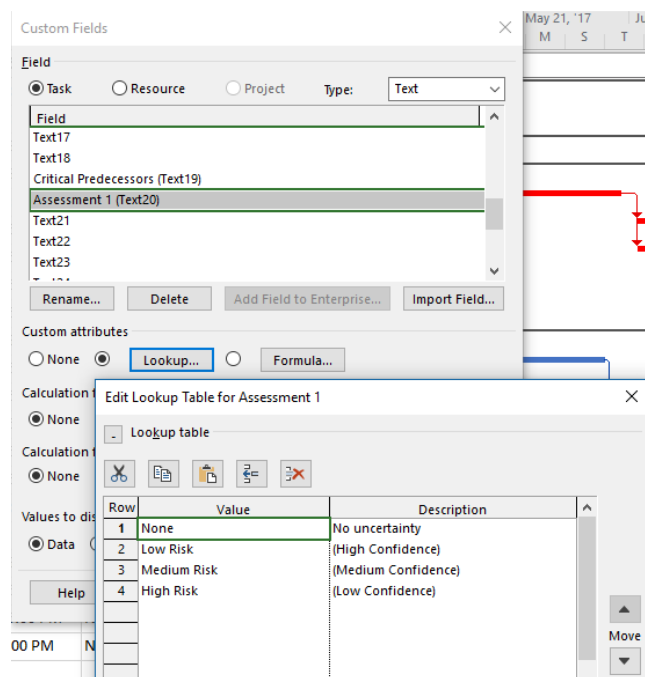 May 21, '17 Ju
M S T
Custom Fields
Field
Task Resource Project Type: Text
Field
Text17
Text18
Critical Predecessors (Text19)
Assessment 1 (Text20)
Text21
Text22
Text23
Rename... Delete Add Field to Enterprise... Import Field...
Custom attributes
None Lookup... Formula...
Calculation f
None
Calculation f
None
Values to dis
Data
Help
00 PM N
Edit Lookup Table for Assessment 1
- Lookup table
Row Value Description
1 None No uncertainty
2 Low Risk (High Confidence)
3 Medium Risk (Medium Confidence)
4 High Risk (Low Confidence)
Move